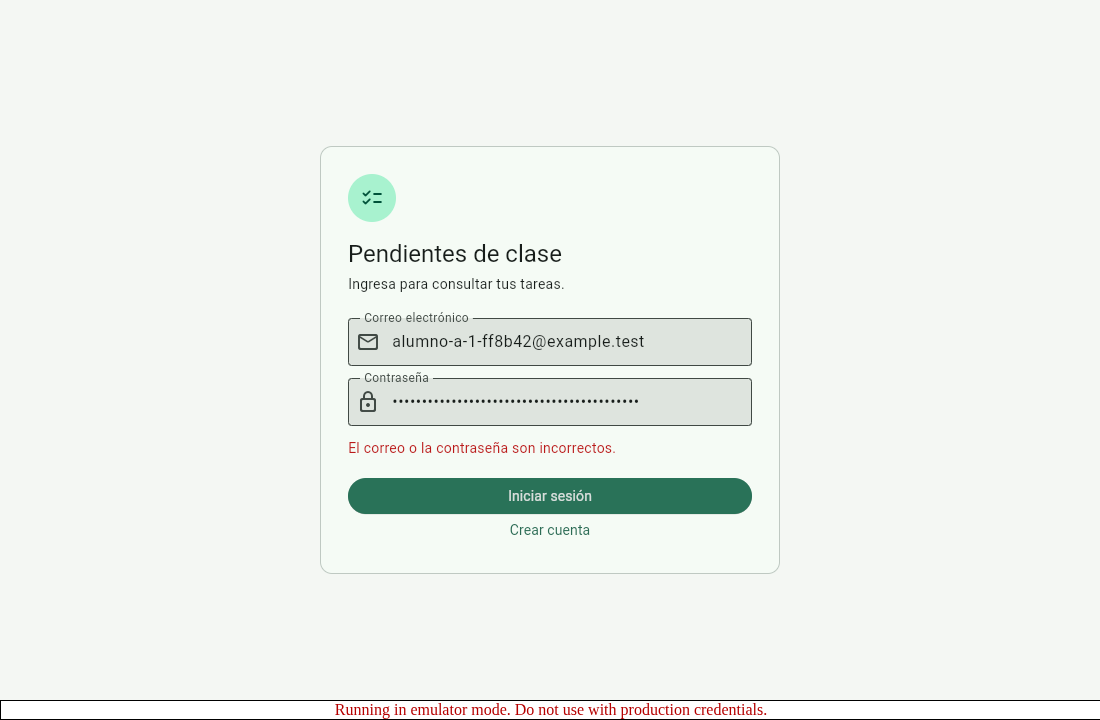 Pendientes de clase
Ingresa para consultar tus tareas.
Correo electrónico
alumno-a-1-ff8b42@example.test
Contraseña
••••••••••••••••••••••••••••••••••••••••••
El correo o la contraseña son incorrectos.
Iniciar sesión
Crear cuenta
Running in emulator mode. Do not use with production credentials.